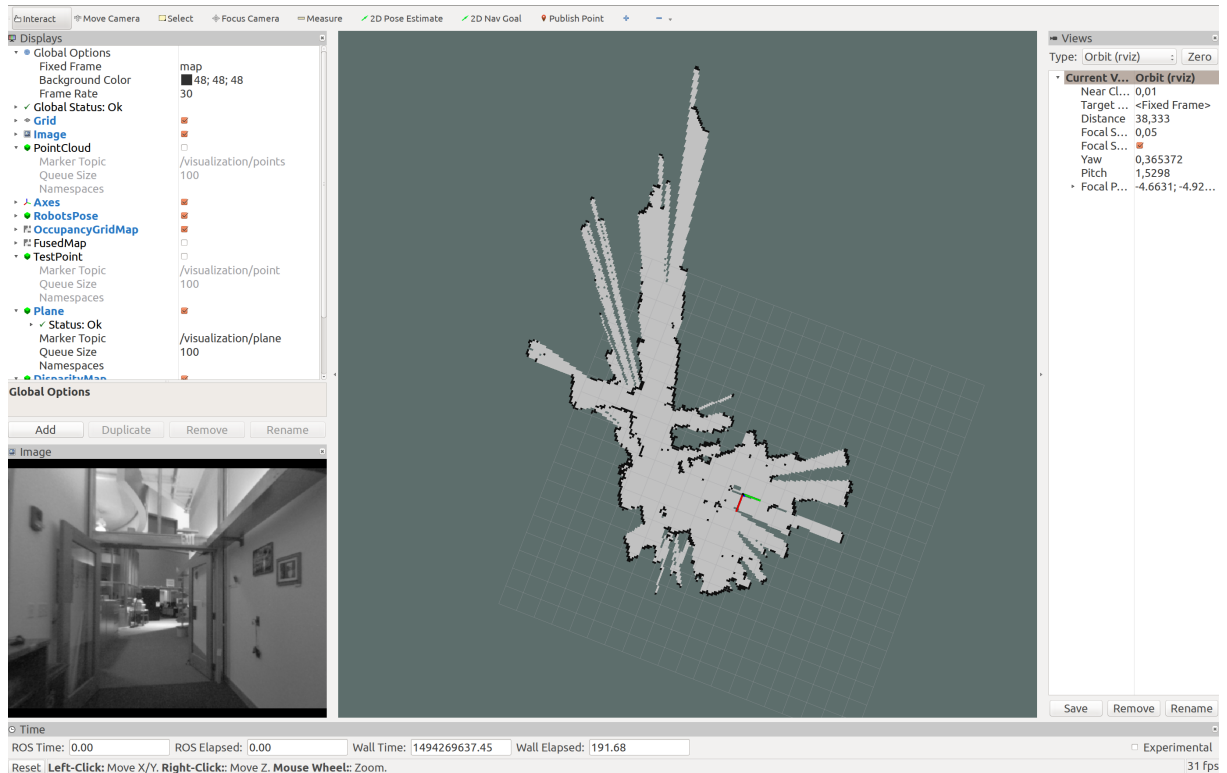 Interact Move Camera Select Focus Camera Measure 2D Pose Estimate 2D Nav Goal Publish Point
Displays
Global Options
Fixed Frame map
Background Color 48; 48; 48
Frame Rate 30
Global Status: Ok
Grid
Image
PointCloud
Marker Topic /visualization/points
Queue Size 100
Namespaces
Axes
RobotsPose
OccupancyGridMap
FusedMap
TestPoint
Marker Topic /visualization/point
Queue Size 100
Namespaces
Plane
Status: Ok
Marker Topic /visualization/plane
Queue Size 100
Namespaces
DisparityMap
Global Options
Add Duplicate Remove Rename
Image
Views
Type: Orbit (rviz) Zero
Current V... Orbit (rviz)
Near Cl... 0,01
Target ... <Fixed Frame>
Distance 38,333
Focal S... 0,05
Focal S...
Yaw 0,365372
Pitch 1,5298
Focal P... -4.6631; -4.92...
Save Remove Rename
Time
ROS Time: 0.00 ROS Elapsed: 0.00 Wall Time: 1494269637.45 Wall Elapsed: 191.68 Experimental
Reset Left-Click: Move X/Y. Right-Click:: Move Z. Mouse Wheel:: Zoom. 31 fps